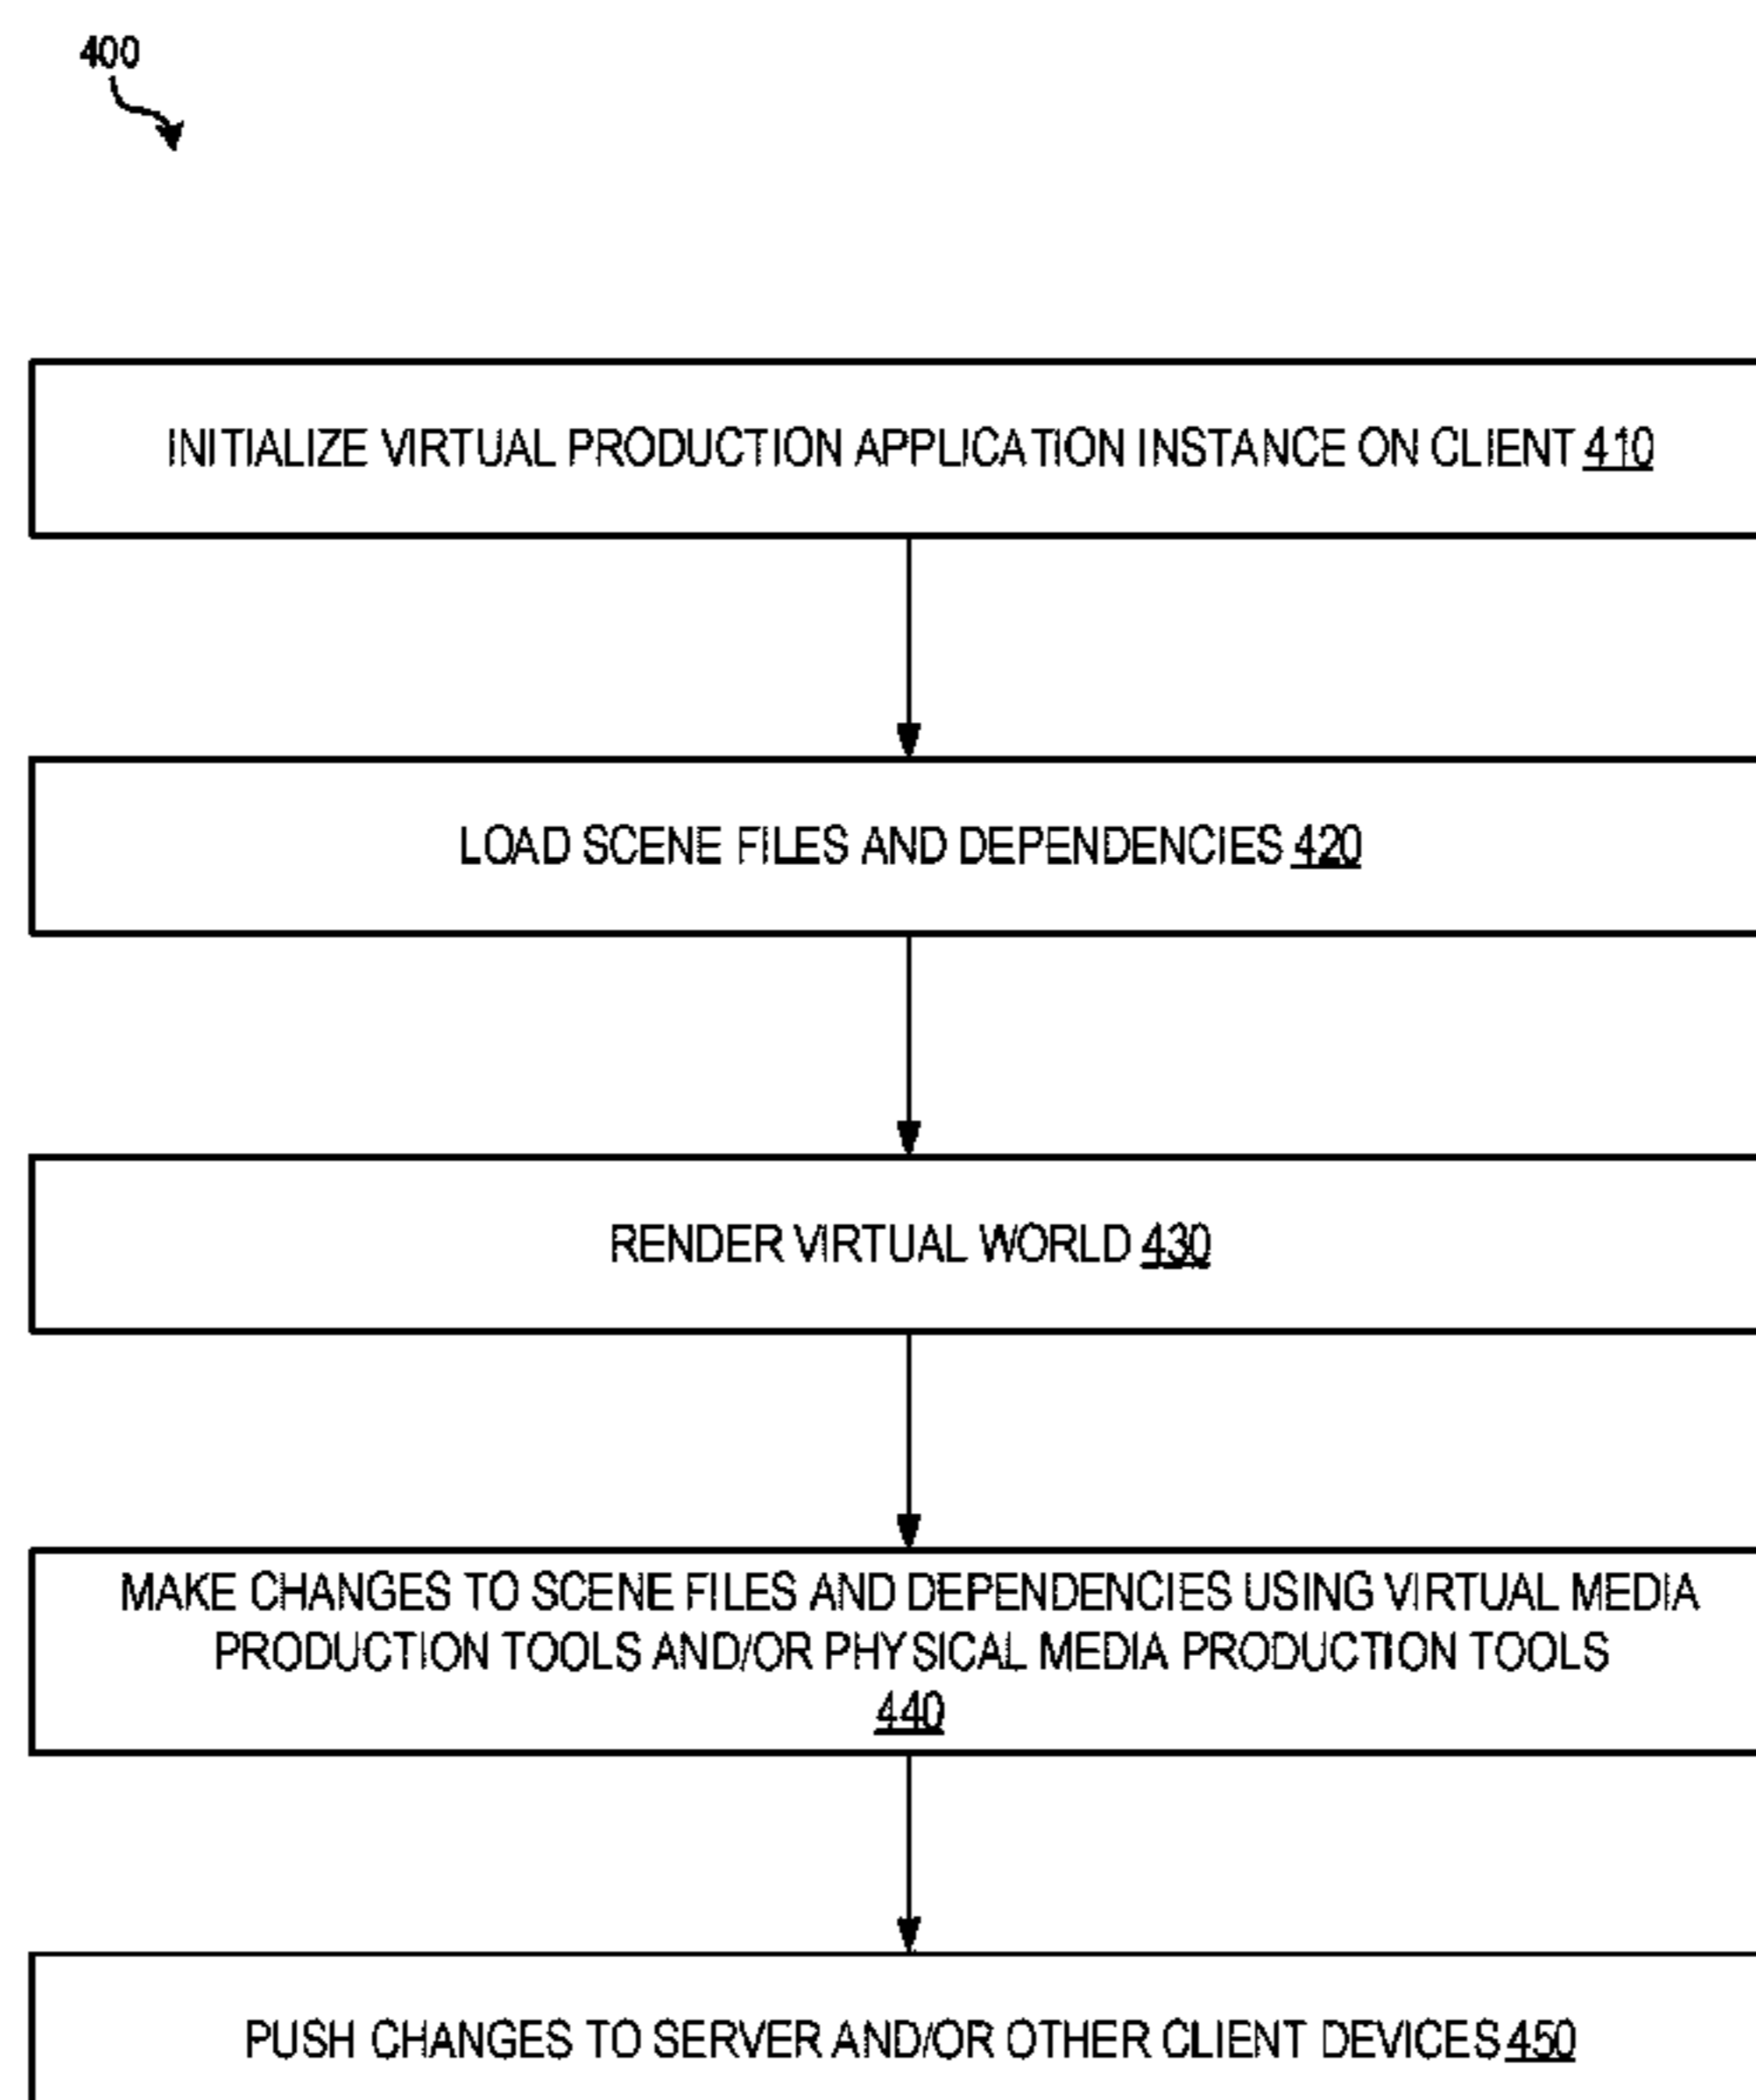 400
INITIALIZE VIRTUAL PRODUCTION APPLICATION INSTANCE ON CLIENT 410
LOAD SCENE FILES AND DEPENDENCIES 420
RENDER VIRTUAL WORLD 430
MAKE CHANGES TO SCENE FILES AND DEPENDENCIES USING VIRTUAL MEDIA
PRODUCTION TOOLS AND/OR PHYSICAL MEDIA PRODUCTION TOOLS
440
PUSH CHANGES TO SERVER AND/OR OTHER CLIENT DEVICES 450